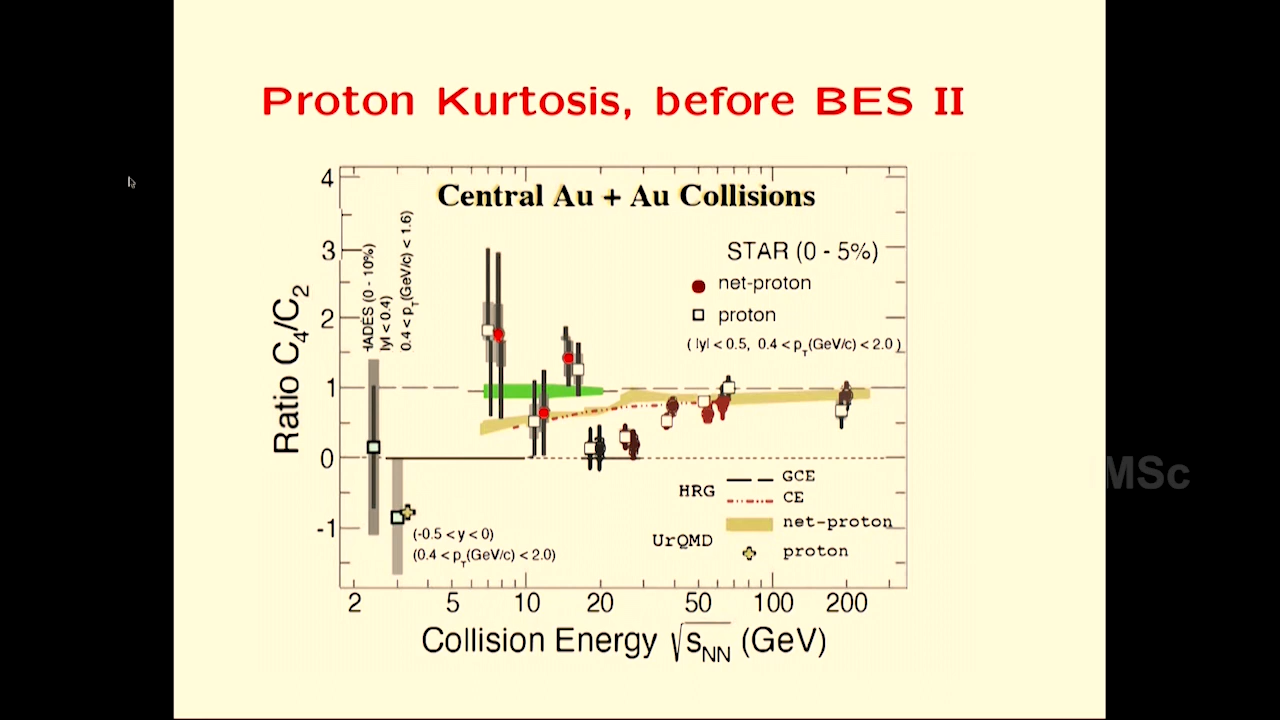 Proton Kurtosis, before BES II
Central Au + Au Collisions
STAR (0 - 5%)
net-proton
proton
( |y| < 0.5, 0.4 < pT(GeV/c) < 2.0 )
HADES (0 - 10%)
|y| < 0.4)
0.4 < pT(GeV/c) < 1.6)
Ratio C4/C2
4
3
2
1
0
-1
HRG
GCE
CE
UrQMD
net-proton
proton
(-0.5 < y < 0)
(0.4 < pT(GeV/c) < 2.0)
2 5 10 20 50 100 200
Collision Energy √sNN (GeV)
MSc